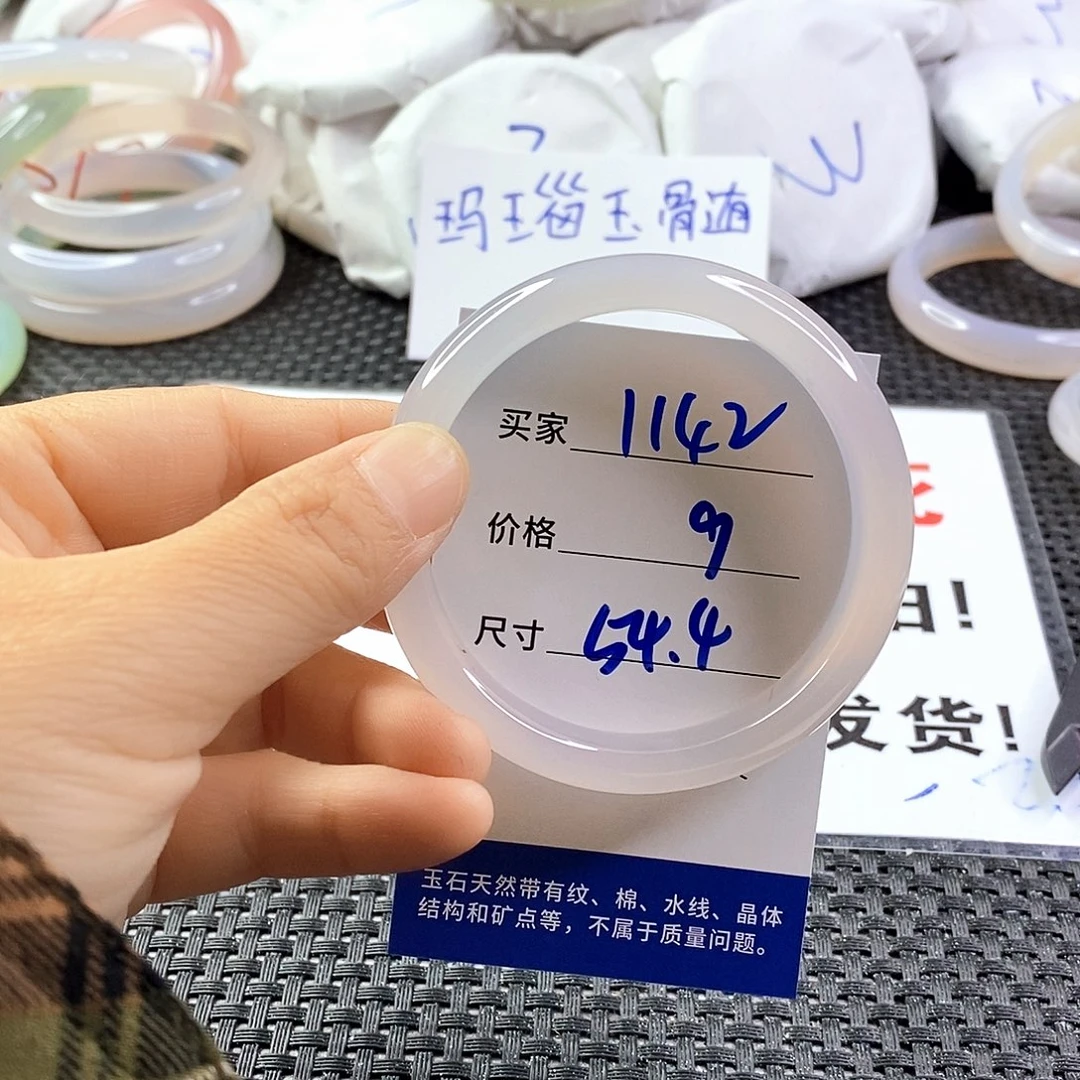 玛瑙玉骨髓
买家 1142
价格 9
尺寸 54.4
发货!
玉石天然带有纹、棉、水线、晶体
结构和矿点等，不属于质量问题。